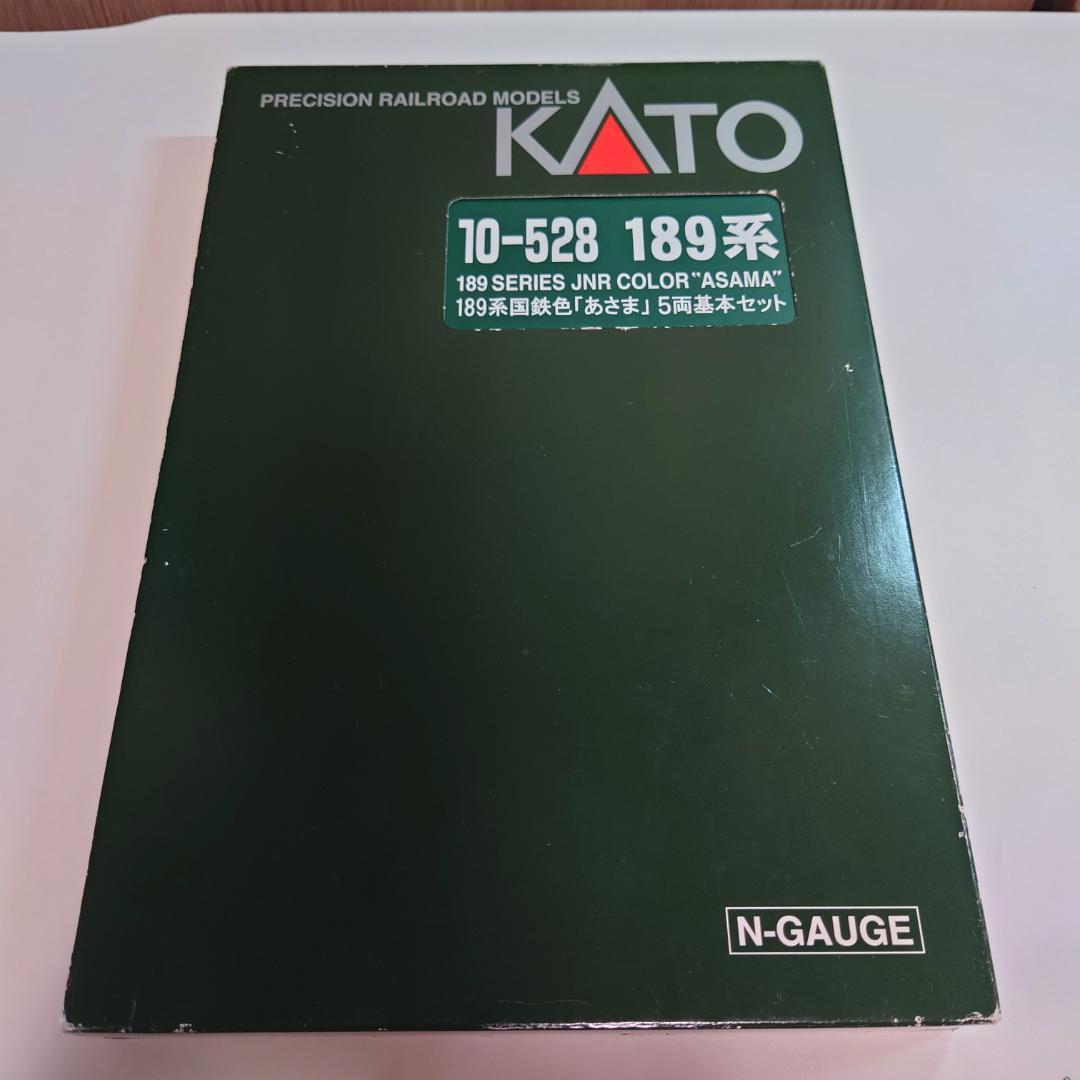 PRECISION RAILROAD MODELS
KATO
10-528 189系
189 SERIES JNR COLOR "ASAMA"
189系国鉄色「あさま」5両基本セット
N-GAUGE